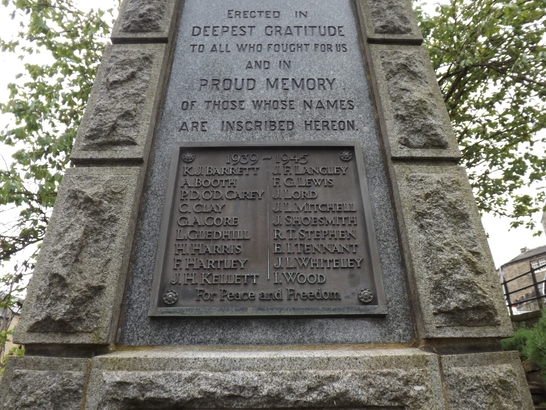 ERECTED IN
DEEPEST GRATITUDE
TO ALL WHO FOUGHT FOR US
AND IN
PROUD MEMORY
OF THOSE WHOSE NAMES
ARE INSCRIBED HEREON.
1939 - 1945
K.J. BARRETT J.E. LANGLEY
A. BOOTH F.G. LEWIS
P.D.O'D. CAREY H. LORD
C. CLAY J.L. MITCHELL
G.A. CORE H. SHOESMITH
L. GLEDHILL R.T. STEPHEN
H. HARRIS E.I. TENNANT
F. HARTLEY J.L. WHITELEY
J.H. KELLETT I. WOOD
For Peace and Freedom